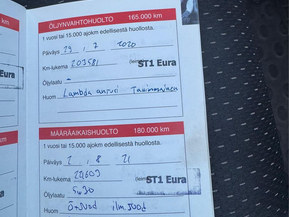 ÖLJYNVAIHTOHUOLTO 165.000 km
1 vuosi tai 15.000 ajokm edellisestä huollosta.
Päiväys 29 , 2 2020
Km-lukema 203581
ST1 Eura
Öljylaatu -
Huom Lambda anturi
MÄÄRÄAIKAISHUOLTO 180.000 km
1 vuosi tai 15.000 ajokm edellisestä huollosta.
Päiväys 2 , 8 21
Km-lukema
ST1 Eura
Öljylaatu 5w30
Huom